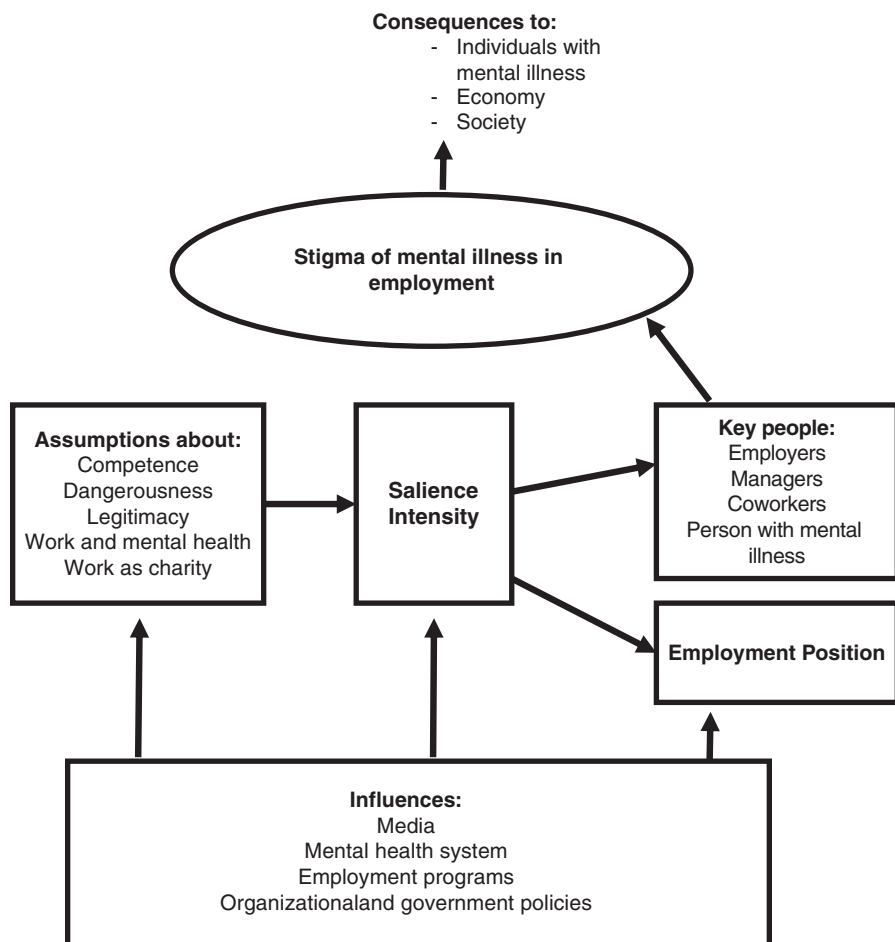 Consequences to:
- Individuals with
mental illness
- Economy
- Society
Stigma of mental illness in
employment
Assumptions about:
Competence
Dangerousness
Legitimacy
Work and mental health
Work as charity
Salience
Intensity
Key people:
Employers
Managers
Coworkers
Person with mental
illness
Employment Position
Influences:
Media
Mental health system
Employment programs
Organizationaland government policies